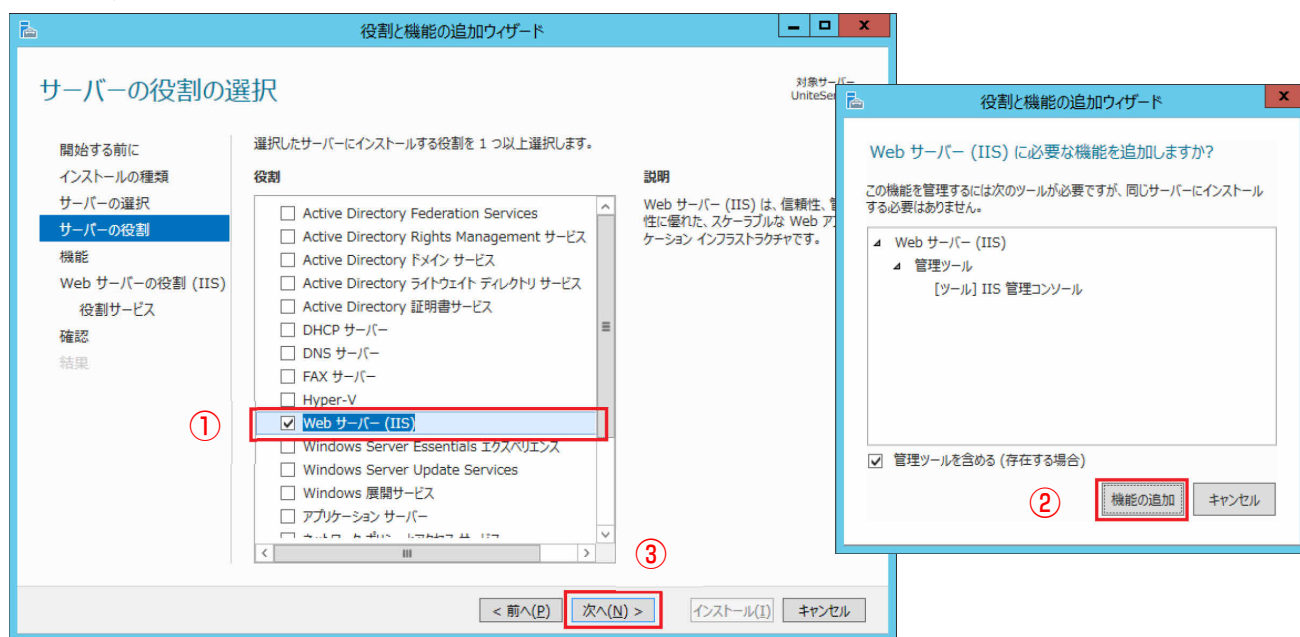 役割と機能の追加ウィザード
サーバーの役割の選択
対象サーバー
UniteSer
開始する前に
インストールの種類
サーバーの選択
サーバーの役割
機能
Web サーバーの役割 (IIS)
役割サービス
確認
結果
選択したサーバーにインストールする役割を 1 つ以上選択します。
役割
Active Directory Federation Services
Active Directory Rights Management サービス
Active Directory ドメイン サービス
Active Directory ライトウェイト ディレクトリ サービス
Active Directory 証明書サービス
DHCP サーバー
DNS サーバー
FAX サーバー
Hyper-V
①
Web サーバー (IIS)
Windows Server Essentials エクスペリエンス
Windows Server Update Services
Windows 展開サービス
アプリケーション サーバー
説明
Web サーバー (IIS) は、信頼性、
性に優れた、スケーラブルな Web ア
ケーション インフラストラクチャです。
③
< 前へ(P)
次へ(N) >
インストール(I)
キャンセル
役割と機能の追加ウィザード
Web サーバー (IIS) に必要な機能を追加しますか?
この機能を管理するには次のツールが必要ですが、同じサーバーにインストール
する必要はありません。
Web サーバー (IIS)
管理ツール
[ツール] IIS 管理コンソール
管理ツールを含める (存在する場合)
②
機能の追加
キャンセル